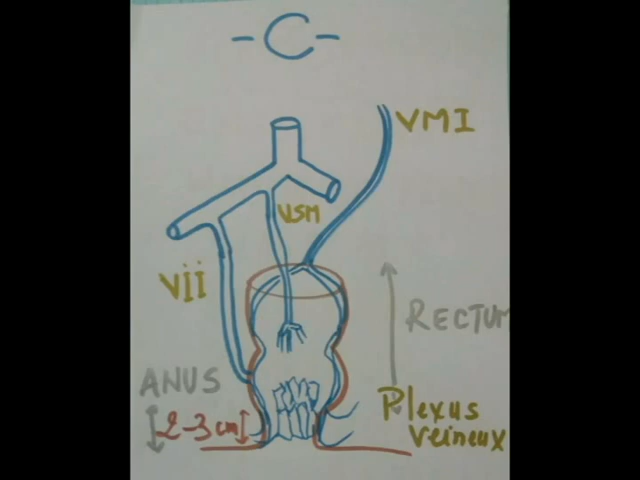 - C -
VMI
VSM
Vii
RECTUM
ANUS
2-3 cm
Plexus
veineux